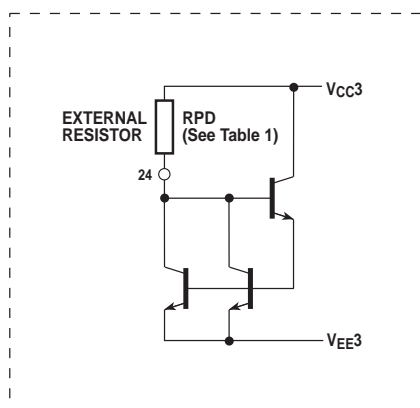 VCC3
EXTERNAL RESISTOR
RPD
(See Table 1)
24
VEE3